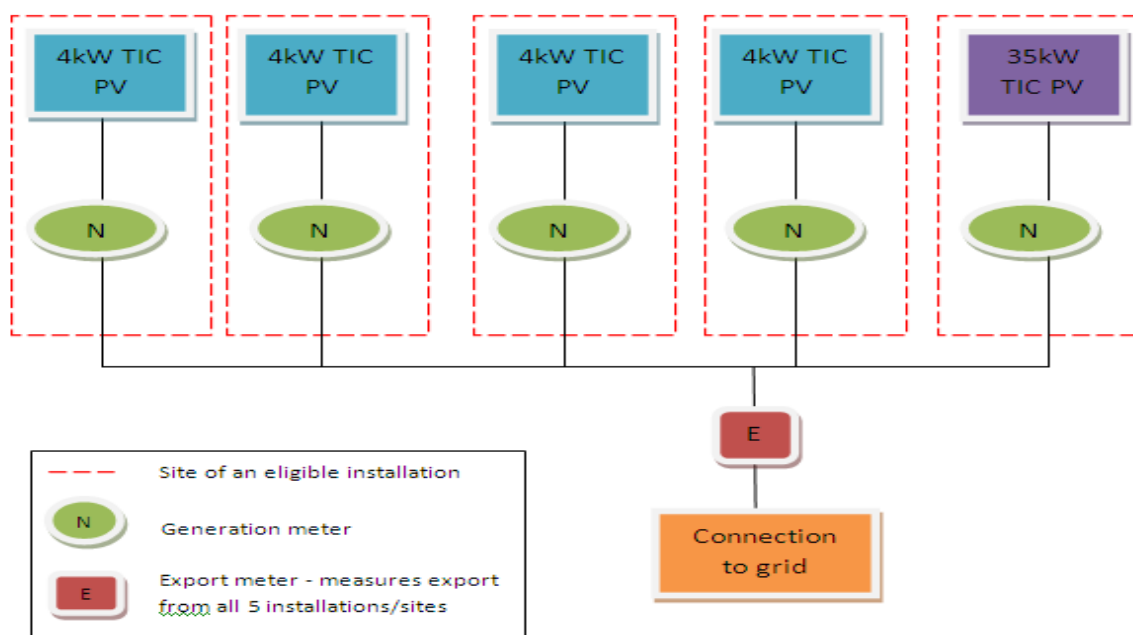 4kW TIC
PV
4kW TIC
PV
4kW TIC
PV
4kW TIC
PV
35kW
TIC PV
N
N
N
N
N
E
Connection
to grid
Site of an eligible installation
N
Generation meter
E
Export meter - measures export
from all 5 installations/sites